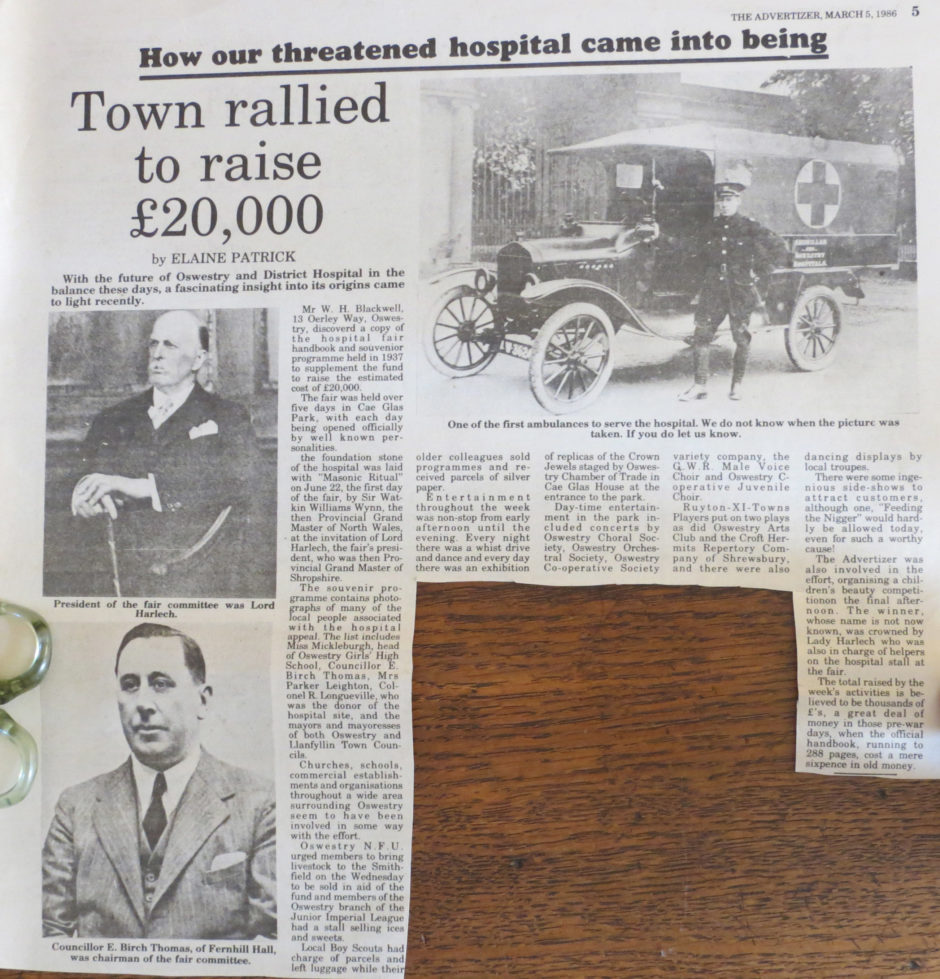 THE ADVERTIZER, MARCH 5, 1986 5
How our threatened hospital came into being
Town rallied
to raise
£20,000
by ELAINE PATRICK
With the future of Oswestry and District Hospital in the
balance these days, a fascinating insight into its origins came
to light recently.
President of the fair committee was Lord
Harlech.
Councillor E. Birch Thomas, of Fernhill Hall,
was chairman of the fair committee.
Mr W. H. Blackwell,
13 Oerley Way, Oswes-
try, discoverd a copy of
the hospital fair
handbook and souvenior
programme held in 1937
to supplement the fund
to raise the estimated
cost of £20,000.
The fair was held over
five days in Cae Glas
Park, with each day
being opened officially
by well known per-
sonalities.
the foundation stone
of the hospital was laid
with "Masonic Ritual"
on June 22, the first day
of the fair, by Sir Wat-
kin Williams Wynn, the
then Provincial Grand
Master of North Wales,
at the invitation of Lord
Harlech, the fair's presi-
dent, who was then Pro-
vincial Grand Master of
Shropshire.
The souvenir pro-
gramme contains photo-
graphs of many of the
local people associated
with the hospital
appeal. The list includes
Miss Mickleburgh, head
of Oswestry Girls' High
School, Councillor E.
Birch Thomas, Mrs
Parker Leighton, Col-
onel R. Longueville, who
was the donor of the
hospital site, and the
mayors and mayoresses
of both Oswestry and
Llanfyllin Town Coun-
cils.
Churches, schools,
commercial establish-
ments and organisations
throughout a wide area
surrounding Oswestry
seem to have been
involved in some way
with the effort.
Oswestry N.F.U.
urged members to bring
livestock to the Smith-
field on the Wednesday
to be sold in aid of the
fund and members of the
Oswestry branch of the
Junior Imperial League
had a stall selling ices
and sweets.
Local Boy Scouts had
charge of parcels and
left luggage while their
OSWESTRY
HOSPITALS.
One of the first ambulances to serve the hospital. We do not know when the picture was
taken. If you do let us know.
older colleagues sold
programmes and re-
ceived parcels of silver
paper.
Entertainment
throughout the week
was non-stop from early
afternoon until the
evening. Every night
there was a whist drive
and dance and every day
there was an exhibition
of replicas of the Crown
Jewels staged by Oswes-
try Chamber of Trade in
Cae Glas House at the
entrance to the park.
Day-time entertain-
ment in the park in-
cluded concerts by
Oswestry Choral Soc-
iety, Oswestry Orches-
tral Society, Oswestry
Co-operative Society
variety company, the
G.W.R. Male Voice
Choir and Oswestry C-
operative Juvenile
Choir.
Ruyton-XI-Towns
Players put on two plays
as did Oswestry Arts
Club and the Croft Her-
mits Repertory Com-
pany of Shrewsbury,
and there were also
dancing displays by
local troupes.
There were some inge-
nious side-shows to
attract customers,
although one, "Feeding
the Nigger" would hard-
ly be allowed today,
even for such a worthy
cause!
The Advertizer was
also involved in the
effort, organising a chil-
dren's beauty competi-
tionon the final after-
noon. The winner,
whose name is not now
known, was crowned by
Lady Harlech who was
also in charge of helpers
on the hospital stall at
the fair.
The total raised by the
week's activities is be-
lieved to be thousands of
£'s, a great deal of
money in those pre-war
days, when the official
handbook, running to
288 pages, cost a mere
sixpence in old money.